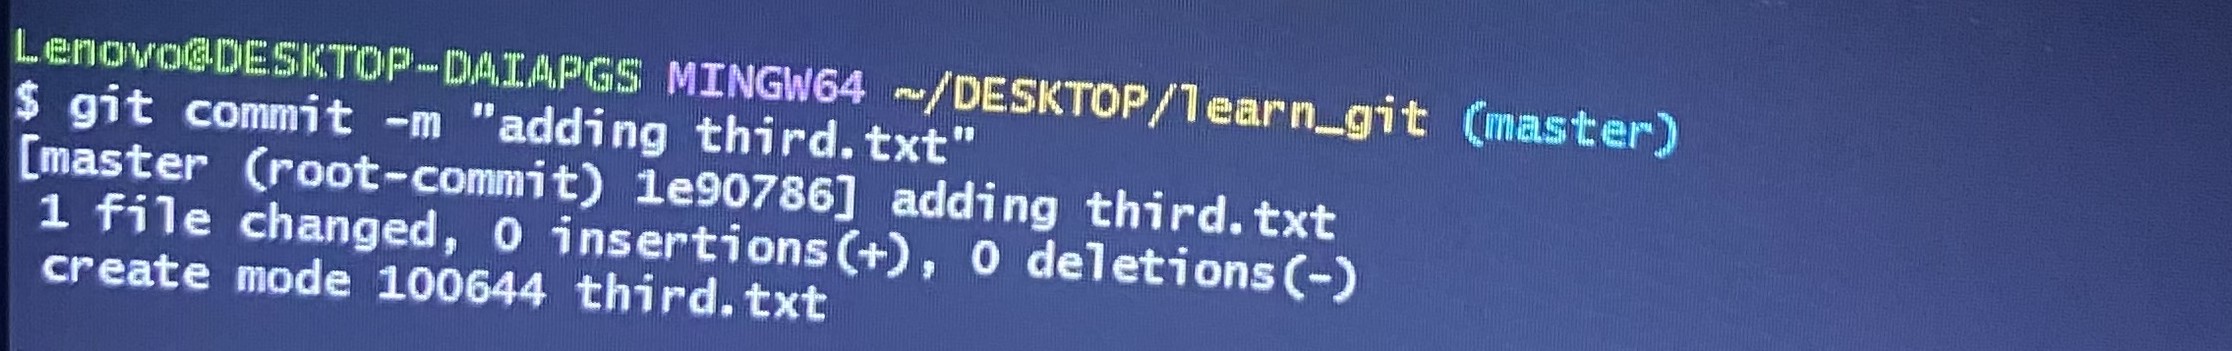 Lenovo@DESKTOP-DAIAPGS MINGW64 ~/DESKTOP/learn_git (master)
$ git commit -m "adding third.txt"
[master (root-commit) 1e90786] adding third.txt
 1 file changed, 0 insertions(+), 0 deletions(-)
 create mode 100644 third.txt